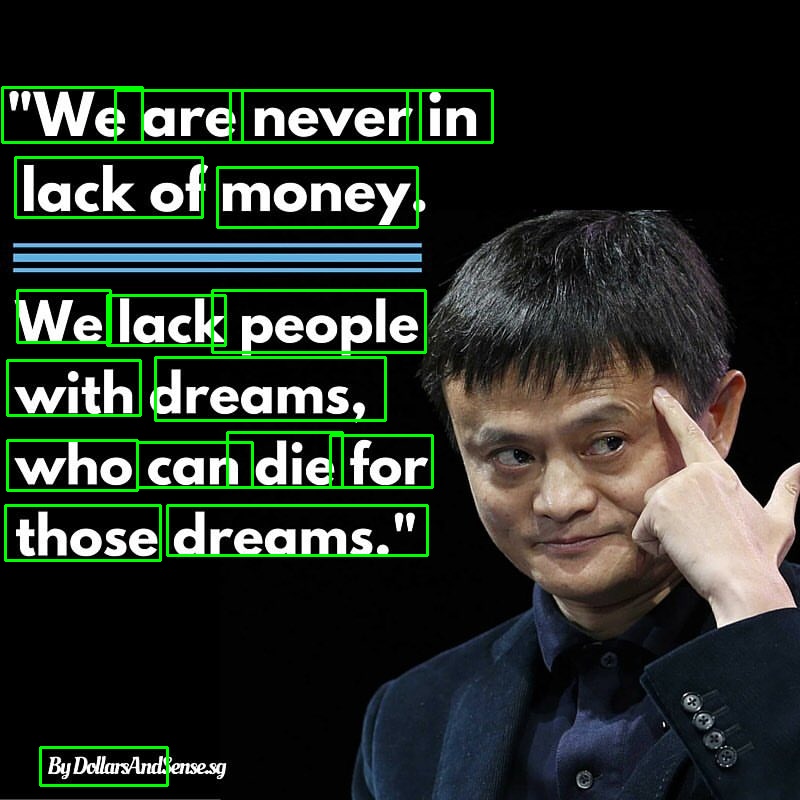 "We are never in
lack of money.
We lack people
with dreams,
who can die for
those dreams."
By DollarsAndSense.sg